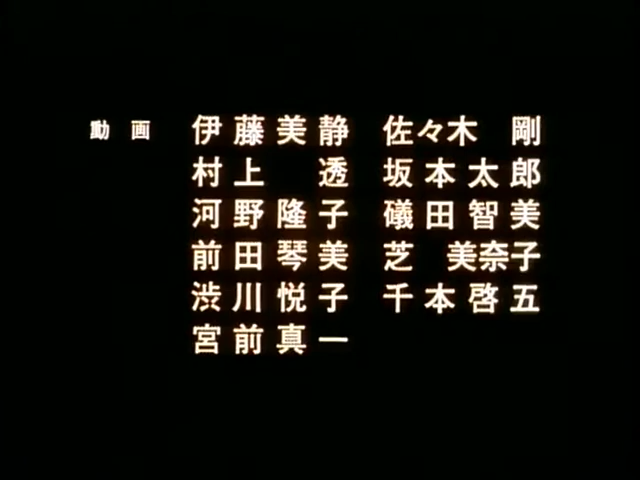 動画 伊藤美静 佐々木 剛
村上 透 坂本太郎
河野隆子 礒田智美
前田琴美 芝 美奈子
渋川悦子 千本啓五
宮前真一